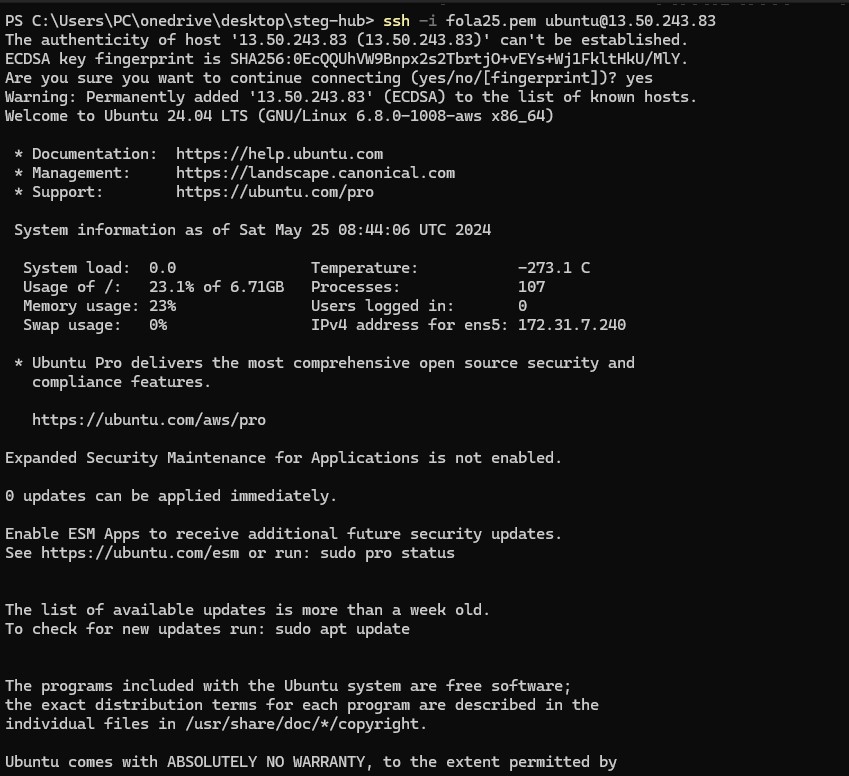 PS C:\Users\PC\onedrive\desktop\steg-hub> ssh -i fola25.pem ubuntu@13.50.243.83
The authenticity of host '13.50.243.83 (13.50.243.83)' can't be established.
ECDSA key fingerprint is SHA256:0EcQQUhVW9Bnpx2s2TbrtjO+vEYs+Wj1FkltHkU/MlY.
Are you sure you want to continue connecting (yes/no/[fingerprint])? yes
Warning: Permanently added '13.50.243.83' (ECDSA) to the list of known hosts.
Welcome to Ubuntu 24.04 LTS (GNU/Linux 6.8.0-1008-aws x86_64)
* Documentation: https://help.ubuntu.com
* Management: https://landscape.canonical.com
* Support: https://ubuntu.com/pro
System information as of Sat May 25 08:44:06 UTC 2024
System load: 0.0 Temperature: -273.1 C
Usage of /: 23.1% of 6.71GB Processes: 107
Memory usage: 23% Users logged in: 0
Swap usage: 0% IPv4 address for ens5: 172.31.7.240
* Ubuntu Pro delivers the most comprehensive open source security and
compliance features.
https://ubuntu.com/aws/pro
Expanded Security Maintenance for Applications is not enabled.
0 updates can be applied immediately.
Enable ESM Apps to receive additional future security updates.
See https://ubuntu.com/esm or run: sudo pro status
The list of available updates is more than a week old.
To check for new updates run: sudo apt update
The programs included with the Ubuntu system are free software;
the exact distribution terms for each program are described in the
individual files in /usr/share/doc/*/copyright.
Ubuntu comes with ABSOLUTELY NO WARRANTY, to the extent permitted by